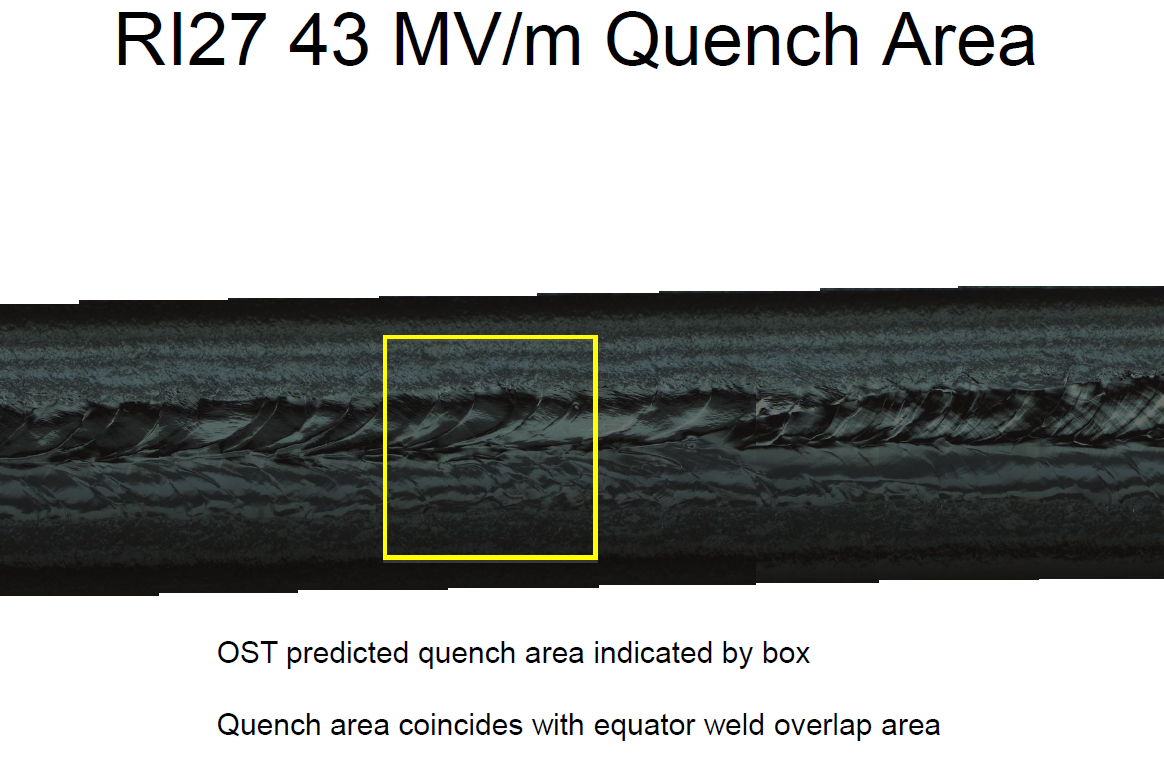 RI27 43 MV/m Quench Area
OST predicted quench area indicated by box
Quench area coincides with equator weld overlap area